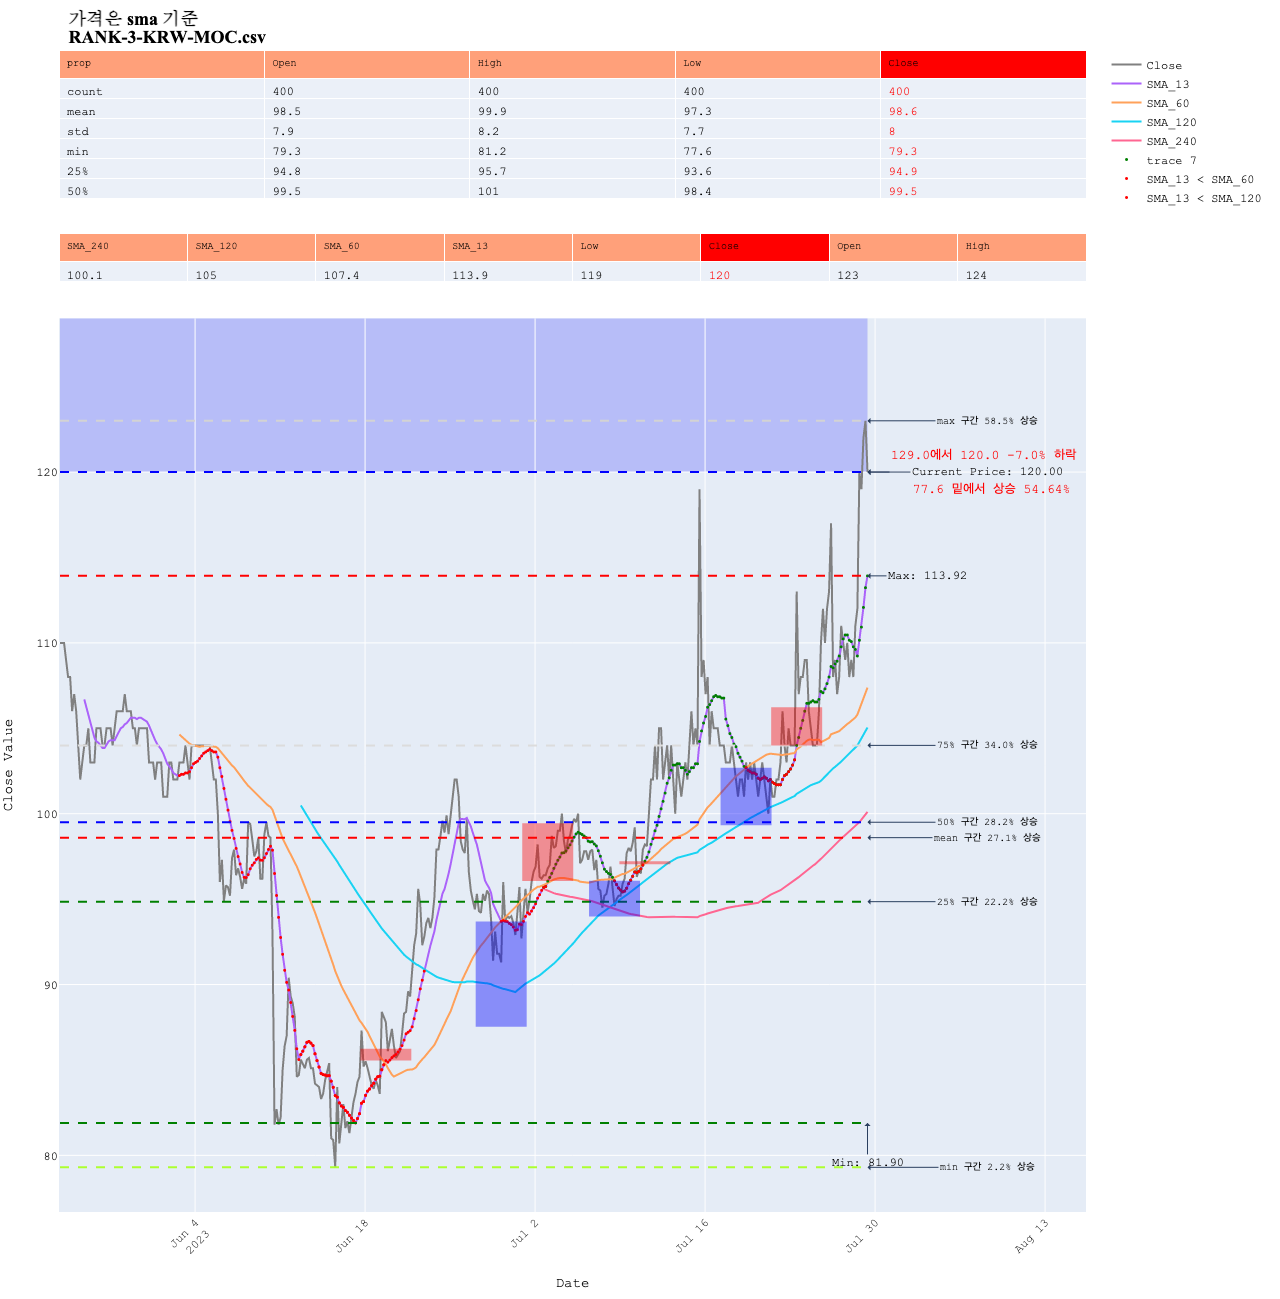 가격은 sma 기준
RANK-3-KRW-MOC.csv
prop Open High Low Close
count 400 400 400 400
mean 98.5 99.9 97.3 98.6
std 7.9 8.2 7.7 8
min 79.3 81.2 77.6 79.3
25% 94.8 95.7 93.6 94.9
50% 99.5 101 98.4 99.5
Close
SMA_13
SMA_60
SMA_120
SMA_240
trace 7
SMA_13 < SMA_60
SMA_13 < SMA_120
SMA_240 SMA_120 SMA_60 SMA_13 Low Close Open High
100.1 105 107.4 113.9 119 120 123 124
max 구간 58.5% 상승
129.0에서 120.0 -7.0% 하락
Current Price: 120.00
77.6 밑에서 상승 54.64%
Max: 113.92
75% 구간 34.0% 상승
50% 구간 28.2% 상승
mean 구간 27.1% 상승
25% 구간 22.2% 상승
Min: 81.90
min 구간 2.2% 상승
120
110
100
90
80
Close Value
Jun 4
2023
Jun 18
Jul 2
Jul 16
Jul 30
Aug 13
Date